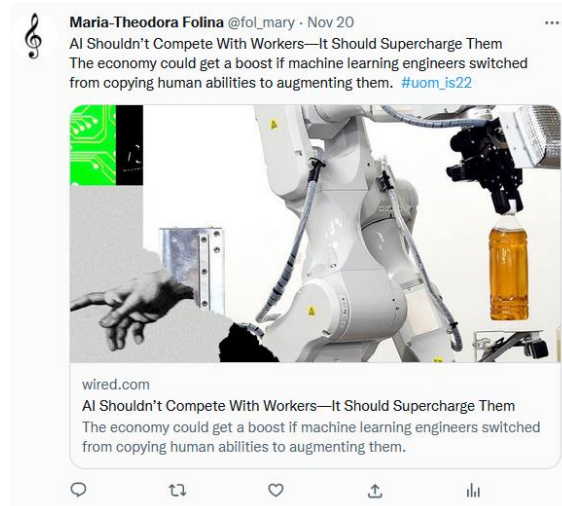 Maria-Theodora Folina @fol_mary · Nov 20
AI Shouldn’t Compete With Workers—It Should Supercharge Them
The economy could get a boost if machine learning engineers switched
from copying human abilities to augmenting them. #uom_is22
wired.com
AI Shouldn’t Compete With Workers—It Should Supercharge Them
The economy could get a boost if machine learning engineers switched
from copying human abilities to augmenting them.